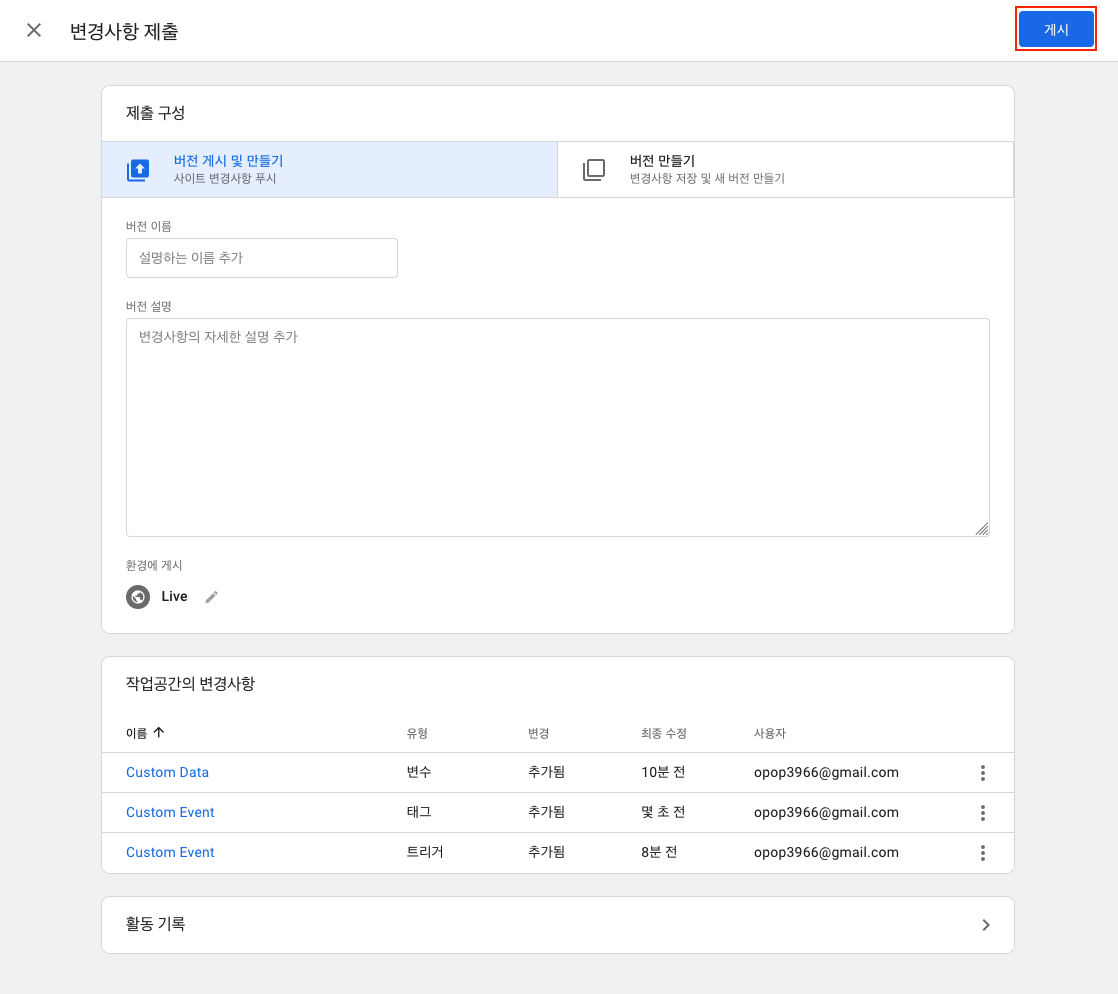 변경사항 제출
게시
제출 구성
버전 게시 및 만들기
사이트 변경사항 푸시
버전 만들기
변경사항 저장 및 새 버전 만들기
버전 이름
설명하는 이름 추가
버전 설명
변경사항의 자세한 설명 추가
환경에 게시
Live
작업공간의 변경사항
이름 유형 변경 최종 수정 사용자
Custom Data 변수 추가됨 10분 전 opop3966@gmail.com
Custom Event 태그 추가됨 몇 초 전 opop3966@gmail.com
Custom Event 트리거 추가됨 8분 전 opop3966@gmail.com
활동 기록